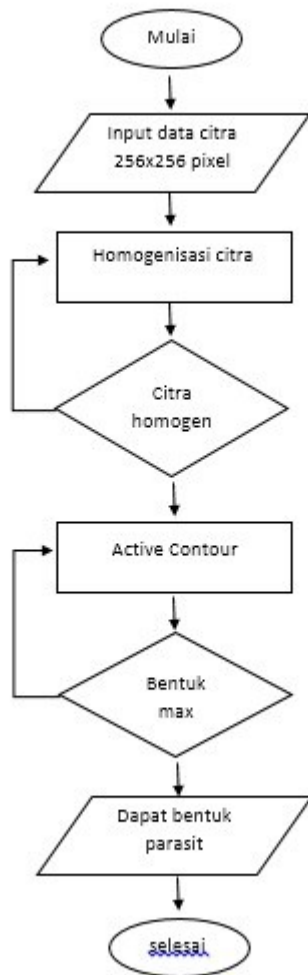 Mulai
Input data citra
256x256 pixel
Homogenisasi citra
Citra
homogen
Active Contour
Bentuk
max
Dapat bentuk
parasit
selesai